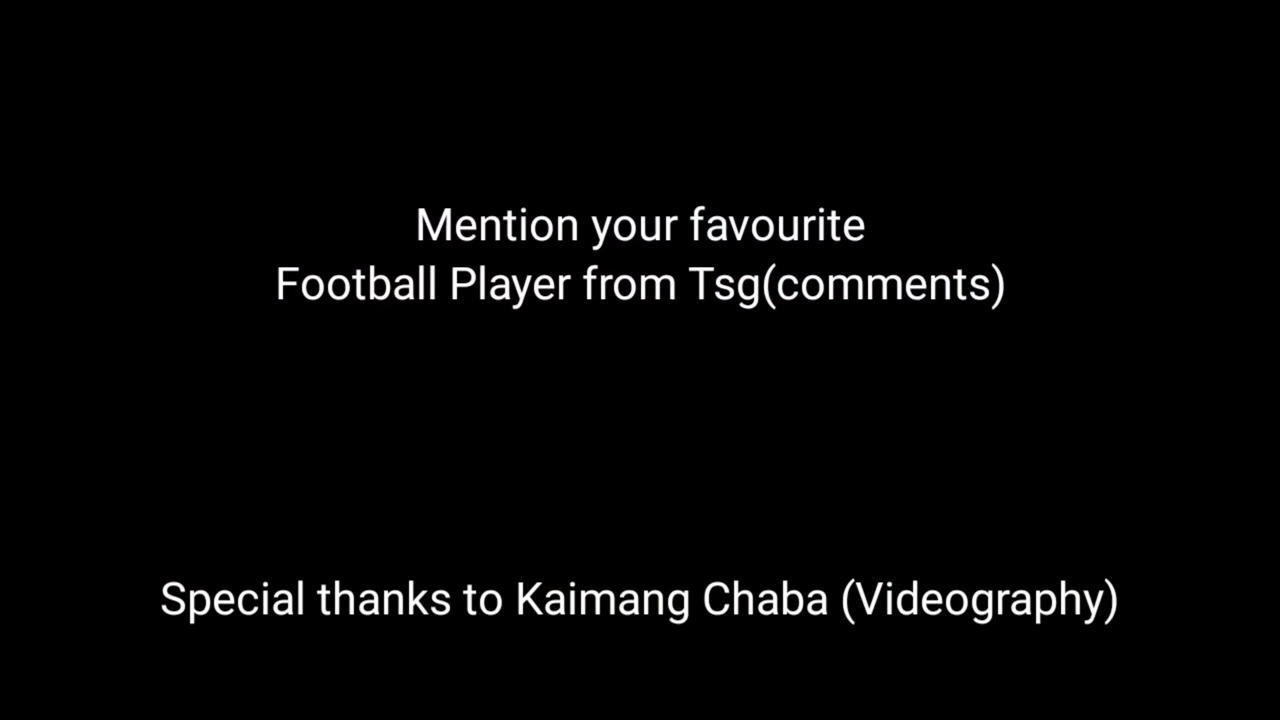 Mention your favourite
Football Player from Tsg(comments)
Special thanks to Kaimang Chaba (Videography)